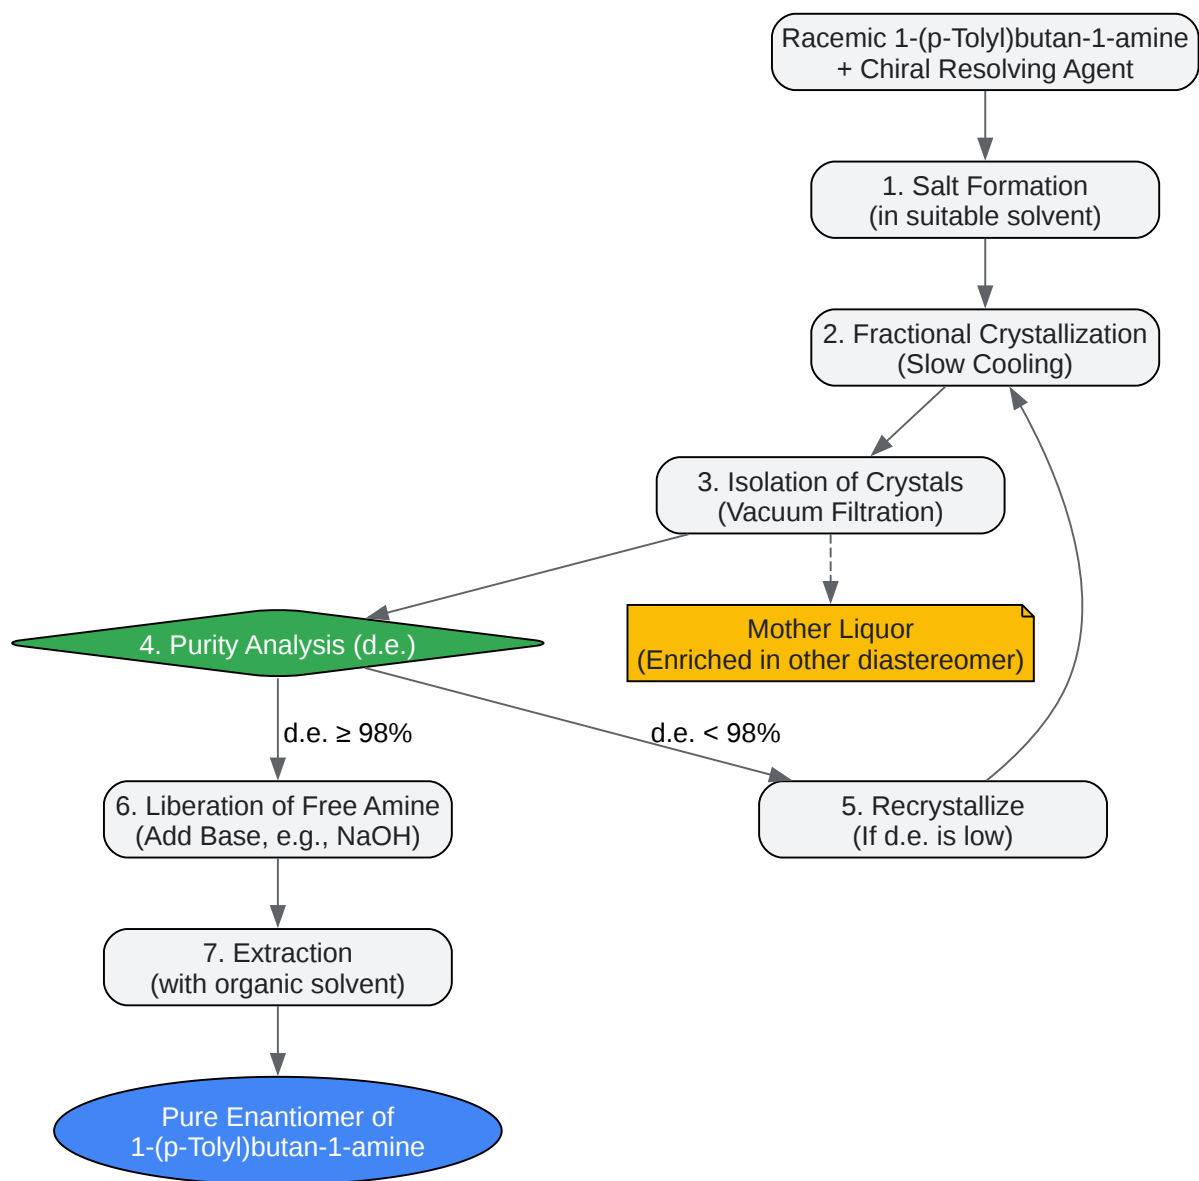 Racemic 1-(p-Tolyl)butan-1-amine
+ Chiral Resolving Agent
1. Salt Formation
(in suitable solvent)
2. Fractional Crystallization
(Slow Cooling)
3. Isolation of Crystals
(Vacuum Filtration)
4. Purity Analysis (d.e.)
Mother Liquor
(Enriched in other diastereomer)
d.e. ≥ 98%
d.e. < 98%
6. Liberation of Free Amine
(Add Base, e.g., NaOH)
5. Recrystallize
(If d.e. is low)
7. Extraction
(with organic solvent)
Pure Enantiomer of
1-(p-Tolyl)butan-1-amine